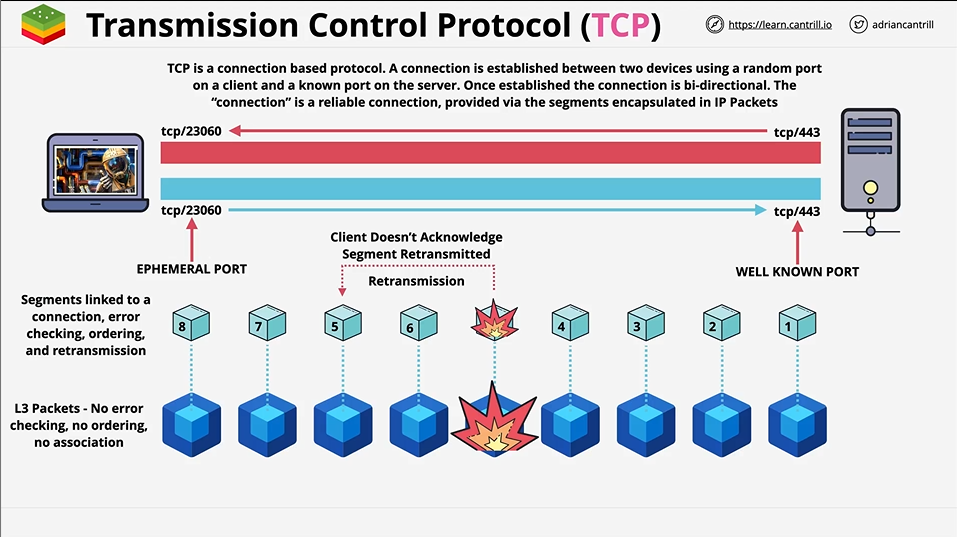 Transmission Control Protocol (TCP)
https://learn.cantrill.io
adriancantrill
TCP is a connection based protocol. A connection is established between two devices using a random port
on a client and a known port on the server. Once established the connection is bi-directional. The
“connection” is a reliable connection, provided via the segments encapsulated in IP Packets
tcp/23060
tcp/443
tcp/23060
tcp/443
EPHEMERAL PORT
WELL KNOWN PORT
Client Doesn’t Acknowledge
Segment Retransmitted
Retransmission
Segments linked to a
connection, error
checking, ordering,
and retransmission
8
7
5
6
4
3
2
1
L3 Packets - No error
checking, no ordering,
no association